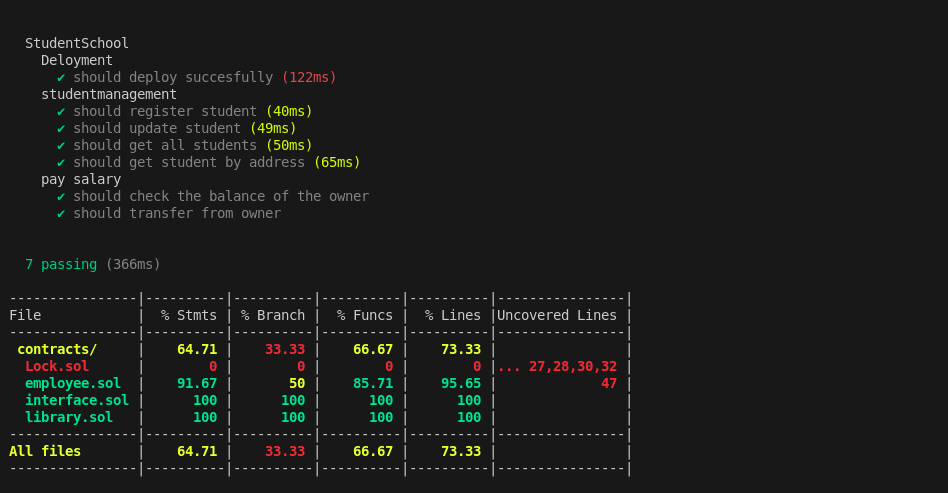 StudentSchool
Deloyment
✔ should deploy succesfully (122ms)
studentmanagement
✔ should register student (40ms)
✔ should update student (49ms)
✔ should get all students (50ms)
✔ should get student by address (65ms)
pay salary
✔ should check the balance of the owner
✔ should transfer from owner
7 passing (366ms)
----------------|----------|----------|----------|----------|----------------|
File            |  % Stmts | % Branch |  % Funcs |  % Lines |Uncovered Lines |
----------------|----------|----------|----------|----------|----------------|
 contracts/     |    64.71 |    33.33 |    66.67 |    73.33 |                |
  Lock.sol      |        0 |        0 |        0 |        0 |... 27,28,30,32 |
  employee.sol  |    91.67 |       50 |    85.71 |    95.65 |             47 |
  interface.sol |      100 |      100 |      100 |      100 |                |
  library.sol   |      100 |      100 |      100 |      100 |                |
----------------|----------|----------|----------|----------|----------------|
All files       |    64.71 |    33.33 |    66.67 |    73.33 |                |
----------------|----------|----------|----------|----------|----------------|